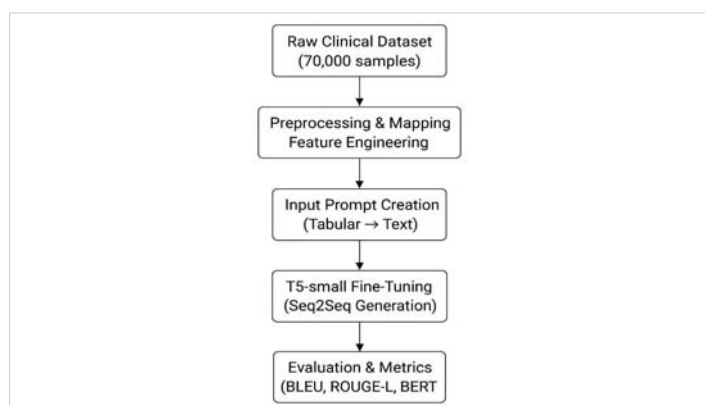 Raw Clinical Dataset
(70,000 samples)
Preprocessing & Mapping
Feature Engineering
Input Prompt Creation
(Tabular → Text)
T5-small Fine-Tuning
(Seq2Seq Generation)
Evaluation & Metrics
(BLEU, ROUGE-L, BERT